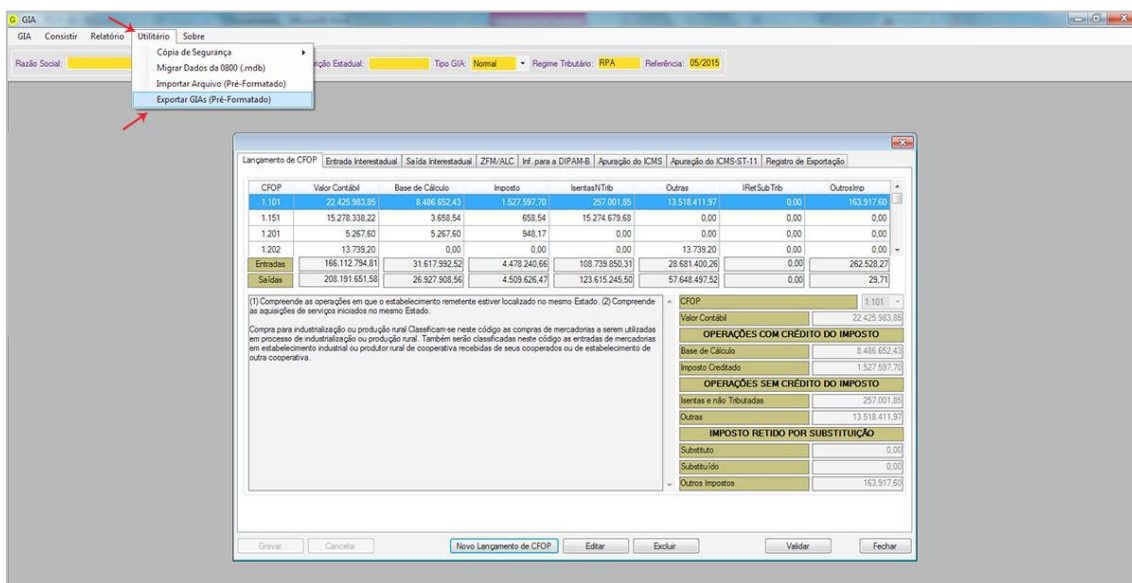 GIA
GIA Consistir Relatório Utilitário Sobre
Cópia de Segurança
Migrar Dados da 0800 (.mdb)
Importar Arquivo (Pré-Formatado)
Exportar GIAs (Pré-Formatado)
Razão Social: Estadual: Tipo GIA: Normal Regime Tributário: RPA Referência: 05/2015
Lançamento de CFOP Entrada Interestadual Saída Interestadual ZFM/ALC Inf. para a DIPAM-B Apuração do ICMS Apuração do ICMS-ST-11 Registro de Exportação
CFOP Valor Contábil Base de Cálculo Imposto IsentasNTrib Outras IRetSubTrib OutrosImp
1.101 22.425.983,85 8.486.652,43 1.527.597,70 257.001,85 13.518.411,97 0,00 163.917,60
1.151 15.278.338,22 3.658,54 658,54 15.274.679,68 0,00 0,00 0,00
1.201 5.267,60 5.267,60 948,17 0,00 0,00 0,00 0,00
1.202 13.739,20 0,00 0,00 0,00 13.739,20 0,00 0,00
Entradas 166.112.794,81 31.617.992,52 4.478.240,66 108.739.850,31 28.681.400,26 0,00 262.528,27
Saídas 208.191.651,58 26.927.908,56 4.509.626,47 123.615.245,50 57.648.497,52 0,00 29,71
(1) Compreende as operações em que o estabelecimento remetente estiver localizado no mesmo Estado. (2) Compreende
as aquisições de serviços iniciados no mesmo Estado.
Compra para industrialização ou produção rural Classificam-se neste código as compras de mercadorias a serem utilizadas
em processo de industrialização ou produção rural. Também serão classificadas neste código as entradas de mercadorias
em estabelecimento industrial ou produtor rural de cooperativa recebidas de seus cooperados ou de estabelecimento de
outra cooperativa.
CFOP 1.101
Valor Contábil 22.425.983,85
OPERAÇÕES COM CRÉDITO DO IMPOSTO
Base de Cálculo 8.486.652,43
Imposto Creditado 1.527.597,70
OPERAÇÕES SEM CRÉDITO DO IMPOSTO
Isentas e não Tributadas 257.001,85
Outras 13.518.411,97
IMPOSTO RETIDO POR SUBSTITUIÇÃO
Substituto 0,00
Substituído 0,00
Outros Impostos 163.917,60
Gravar Cancelar Novo Lançamento de CFOP Editar Excluir Validar Fechar